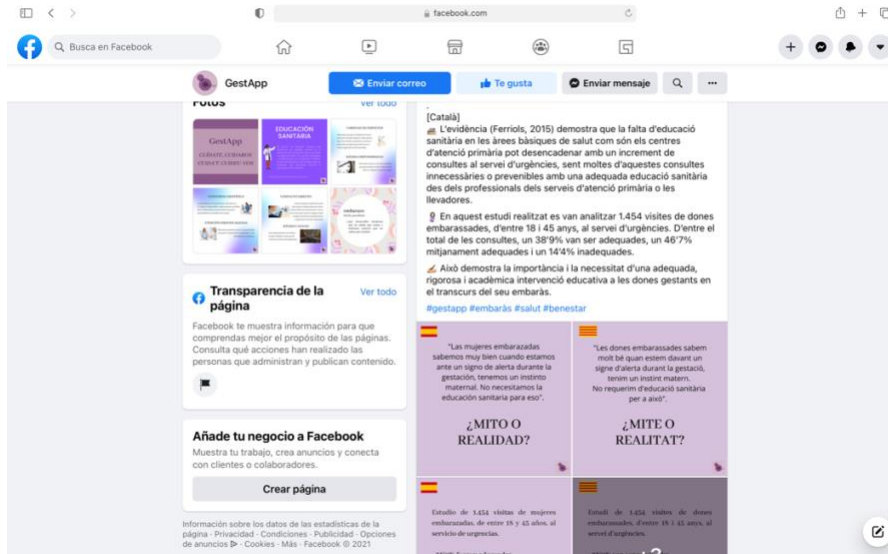 facebook.com
Busca en Facebook
GestApp
Enviar correo
Te gusta
Enviar mensaje
Fotos
Ver todo
GestApp
EDUCACIÓN
SANITARIA
Transparencia de la
página
Ver todo
Facebook te muestra información para que
comprendas mejor el propósito de las páginas.
Consulta qué acciones han realizado las
personas que administran y publican contenido.
Añade tu negocio a Facebook
Muestra tu trabajo, crea anuncios y conecta
con clientes o colaboradores.
Crear página
Información sobre los datos de las estadísticas de la
página · Privacidad · Condiciones · Publicidad · Opciones
de anuncios · Cookies · Más · Facebook © 2021
.
[Català]
L'evidència (Ferriols, 2015) demostra que la falta d'educació
sanitària en les àrees bàsiques de salut com són els centres
d'atenció primària pot desencadenar amb un increment de
consultes al servei d'urgències, sent moltes d'aquestes consultes
innecessàries o prevenibles amb una adequada educació sanitària
des dels professionals dels serveis d'atenció primària o les
llevadores.
En aquest estudi realitzat es van analitzar 1.454 visites de dones
embarassades, d'entre 18 i 45 anys, al servei d'urgències. D'entre el
total de les consultes, un 38'9% van ser adequades, un 46'7%
mitjanament adequades i un 14'4% inadequades.
Això demostra la importància i la necessitat d'una adequada,
rigorosa i acadèmica intervenció educativa a les dones gestants en
el transcurs del seu embaràs.
#gestapp #embaràs #salut #benestar
"Las mujeres embarazadas
sabemos muy bien cuando estamos
ante un signo de alerta durante la
gestación, tenemos un instinto
maternal. No necesitamos la
educación sanitaria para eso".
¿MITO O
REALIDAD?
"Les dones embarassades sabem
molt bé quan estem davant un
signe d'alerta durant la gestació,
tenim un instint matern.
No requerim d'educació sanitària
per a això".
¿MITE O
REALITAT?
Estudio de 1.454 visitas de mujeres
embarazadas, de entre 18 y 45 años, al
servicio de urgencias.
Estudi de 1.454 visites de dones
embarassades, d'entre 18 i 45 anys, al
servei d'urgències.